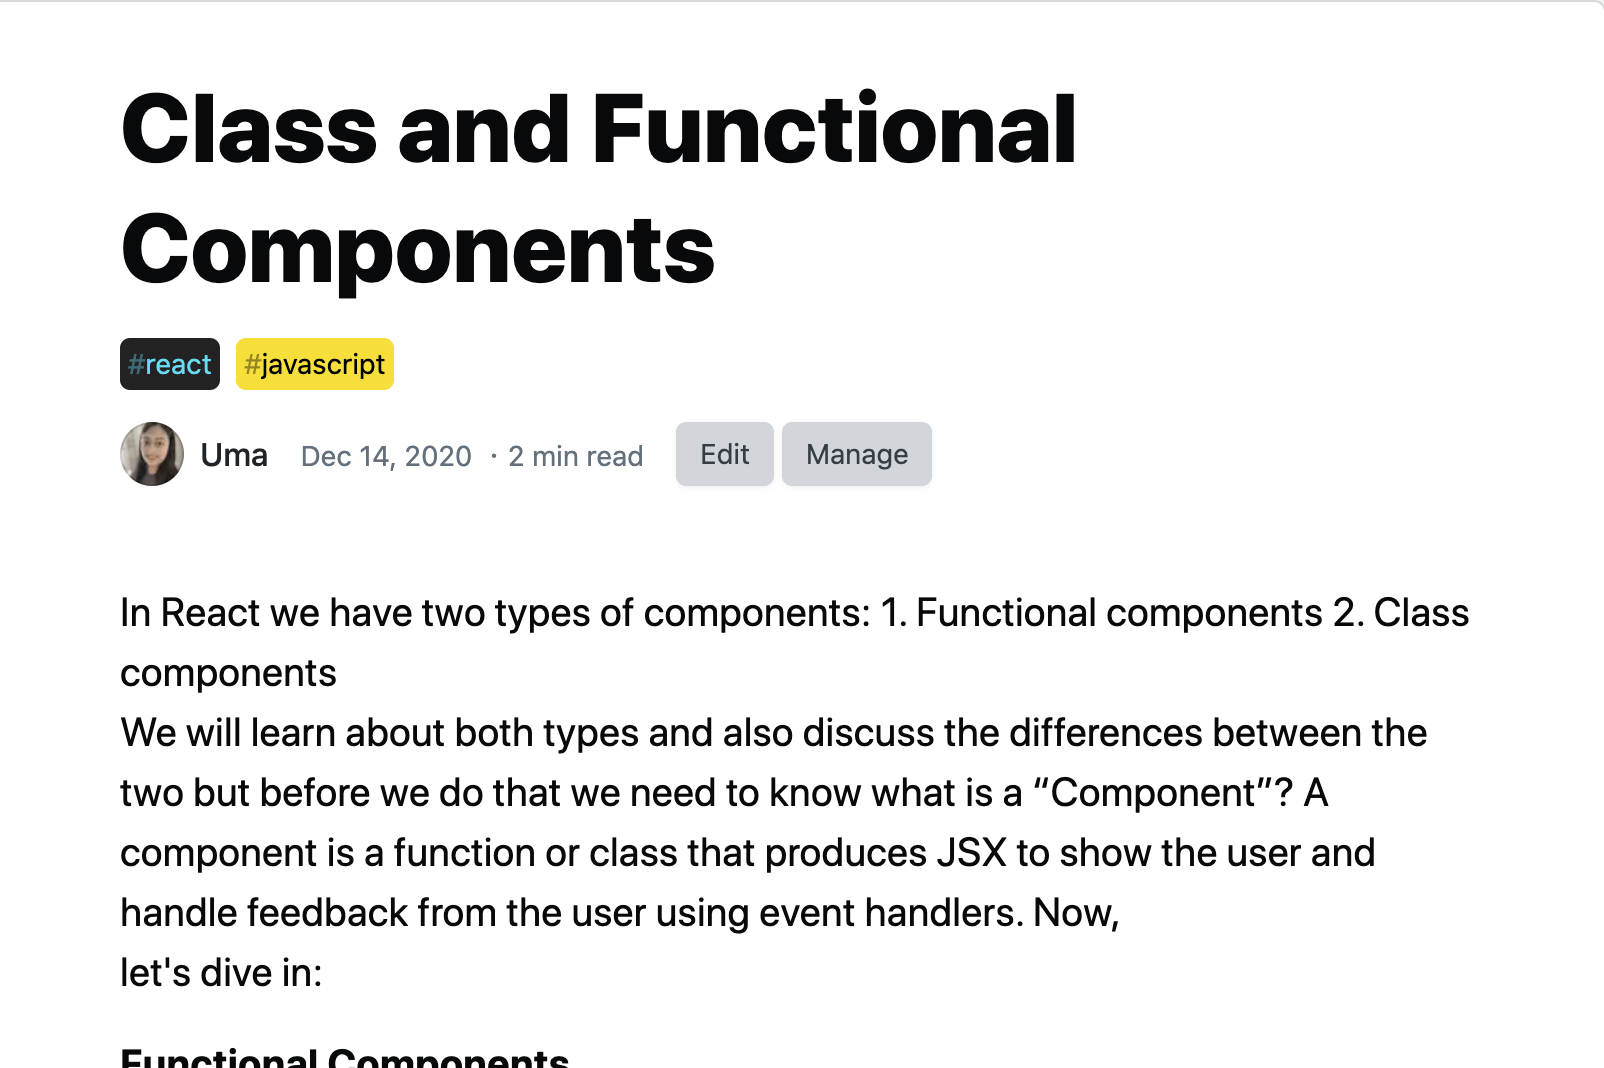 Class and Functional
Components
#react #javascript
Uma Dec 14, 2020 · 2 min read Edit Manage
In React we have two types of components: 1. Functional components 2. Class
components
We will learn about both types and also discuss the differences between the
two but before we do that we need to know what is a “Component”? A
component is a function or class that produces JSX to show the user and
handle feedback from the user using event handlers. Now,
let's dive in:
Functional Components